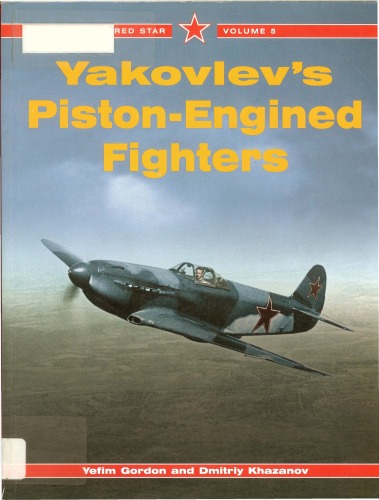 RED STAR VOLUME 5
Yakovlev's
Piston-Engined
Fighters
Yefim Gordon and Dmitriy Khazanov